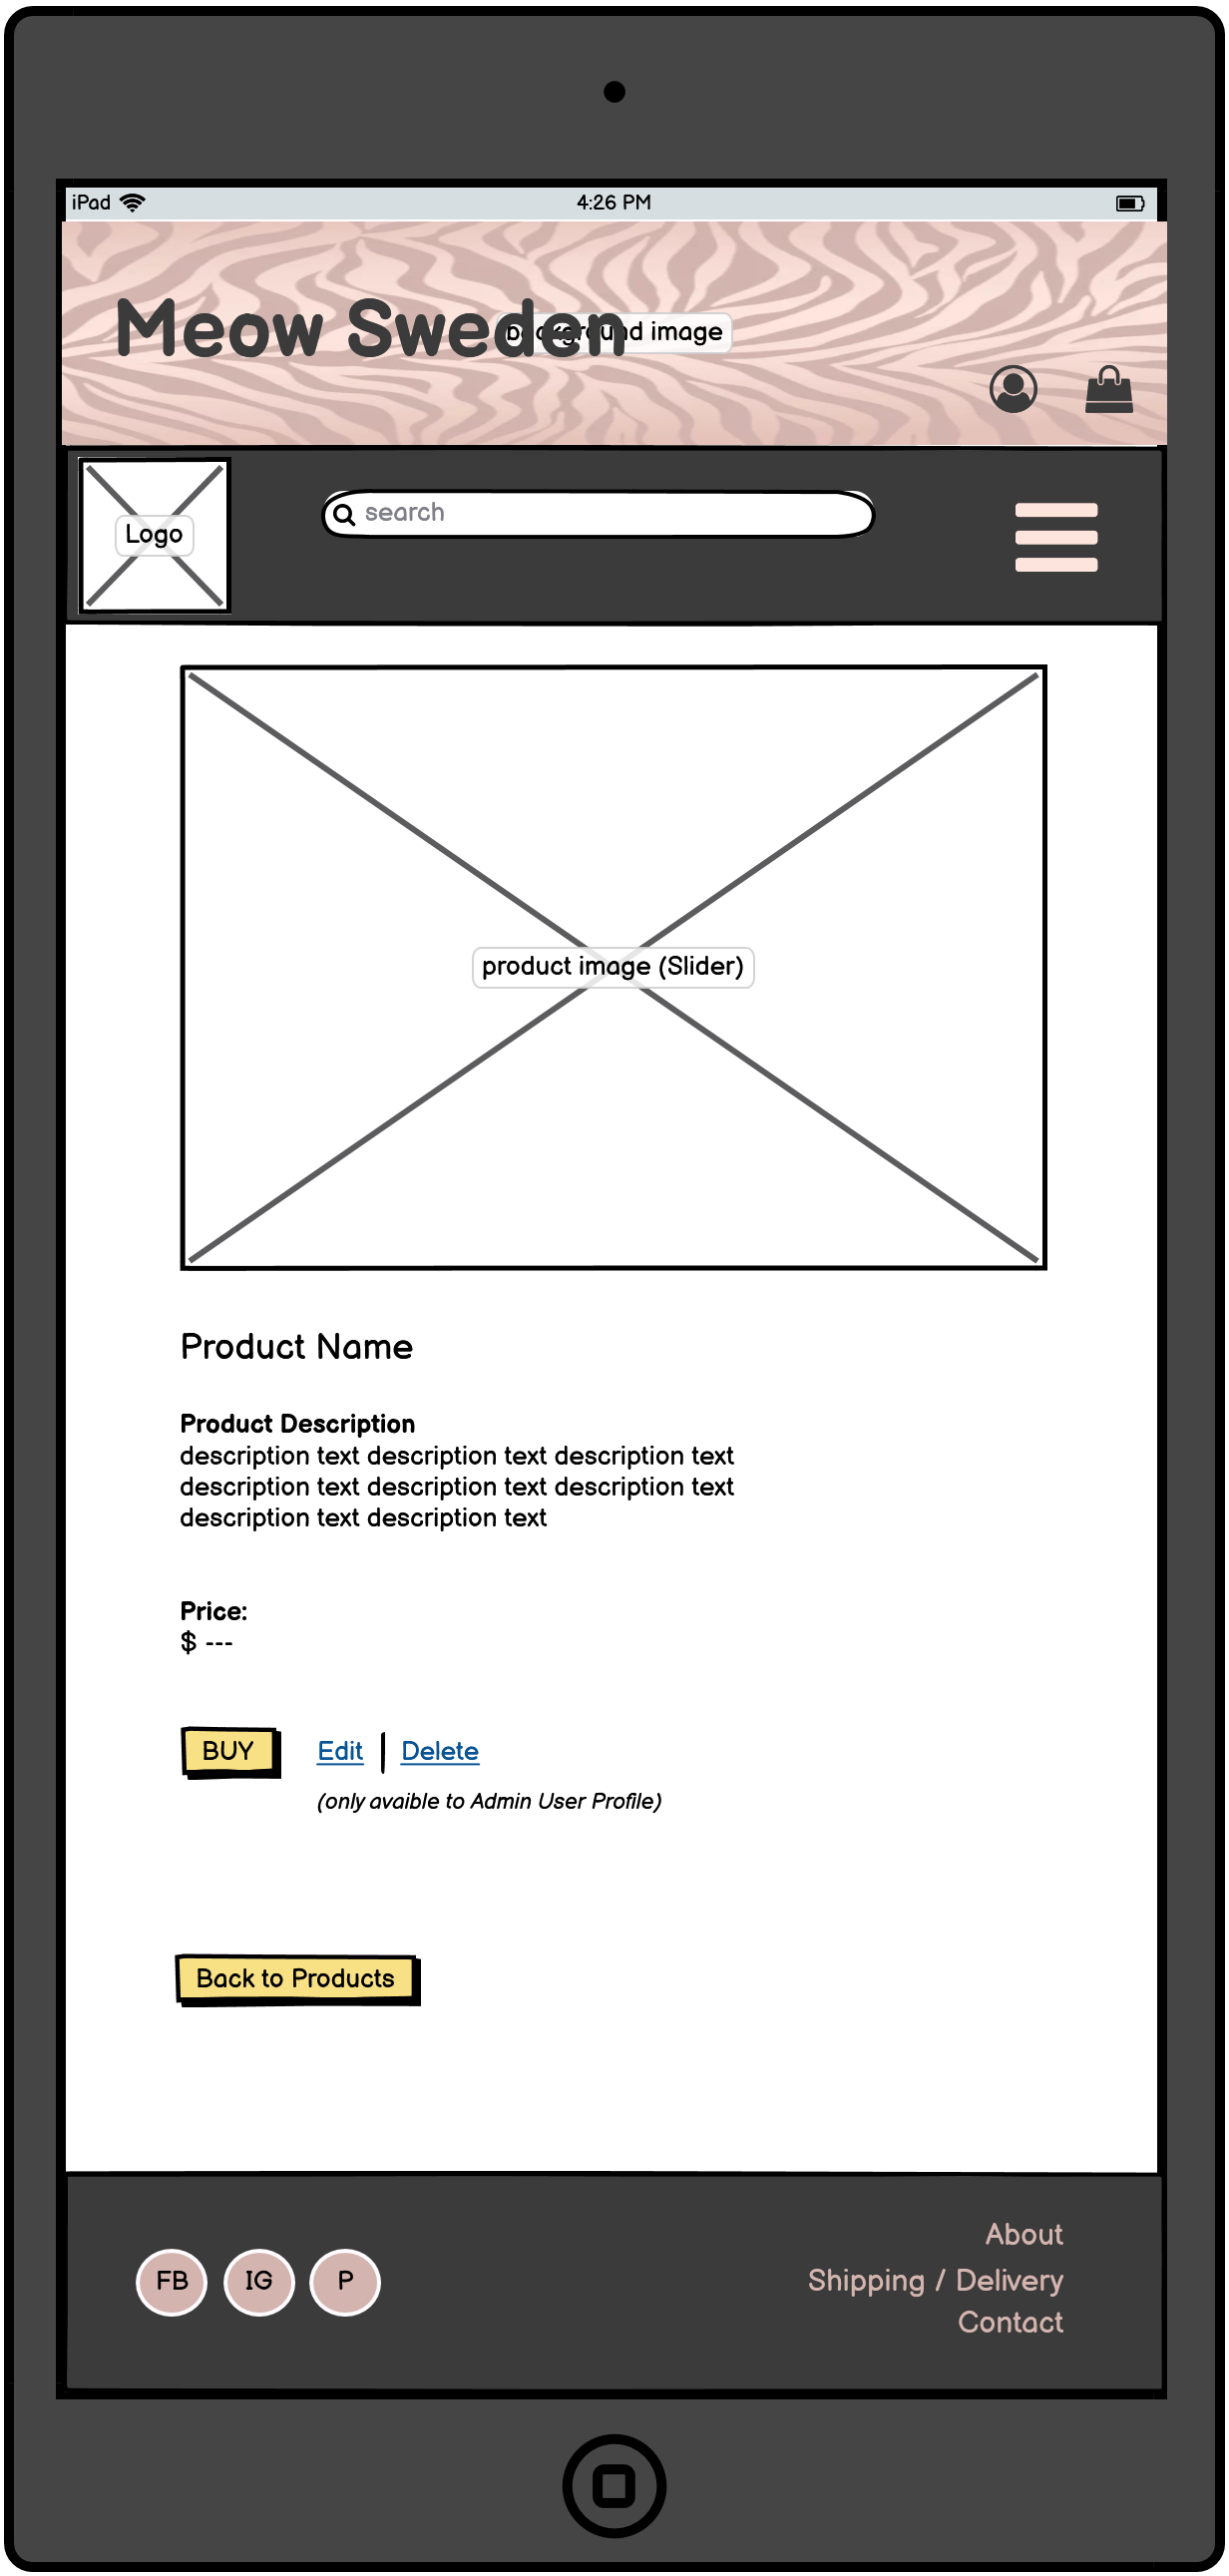 iPad 4:26 PM
Meow Sweden
background image
Logo
search
product image (Slider)
Product Name
Product Description
description text description text description text
description text description text description text
description text description text
Price:
$ ---
BUY Edit | Delete
(only avaible to Admin User Profile)
Back to Products
FB IG P
About
Shipping / Delivery
Contact